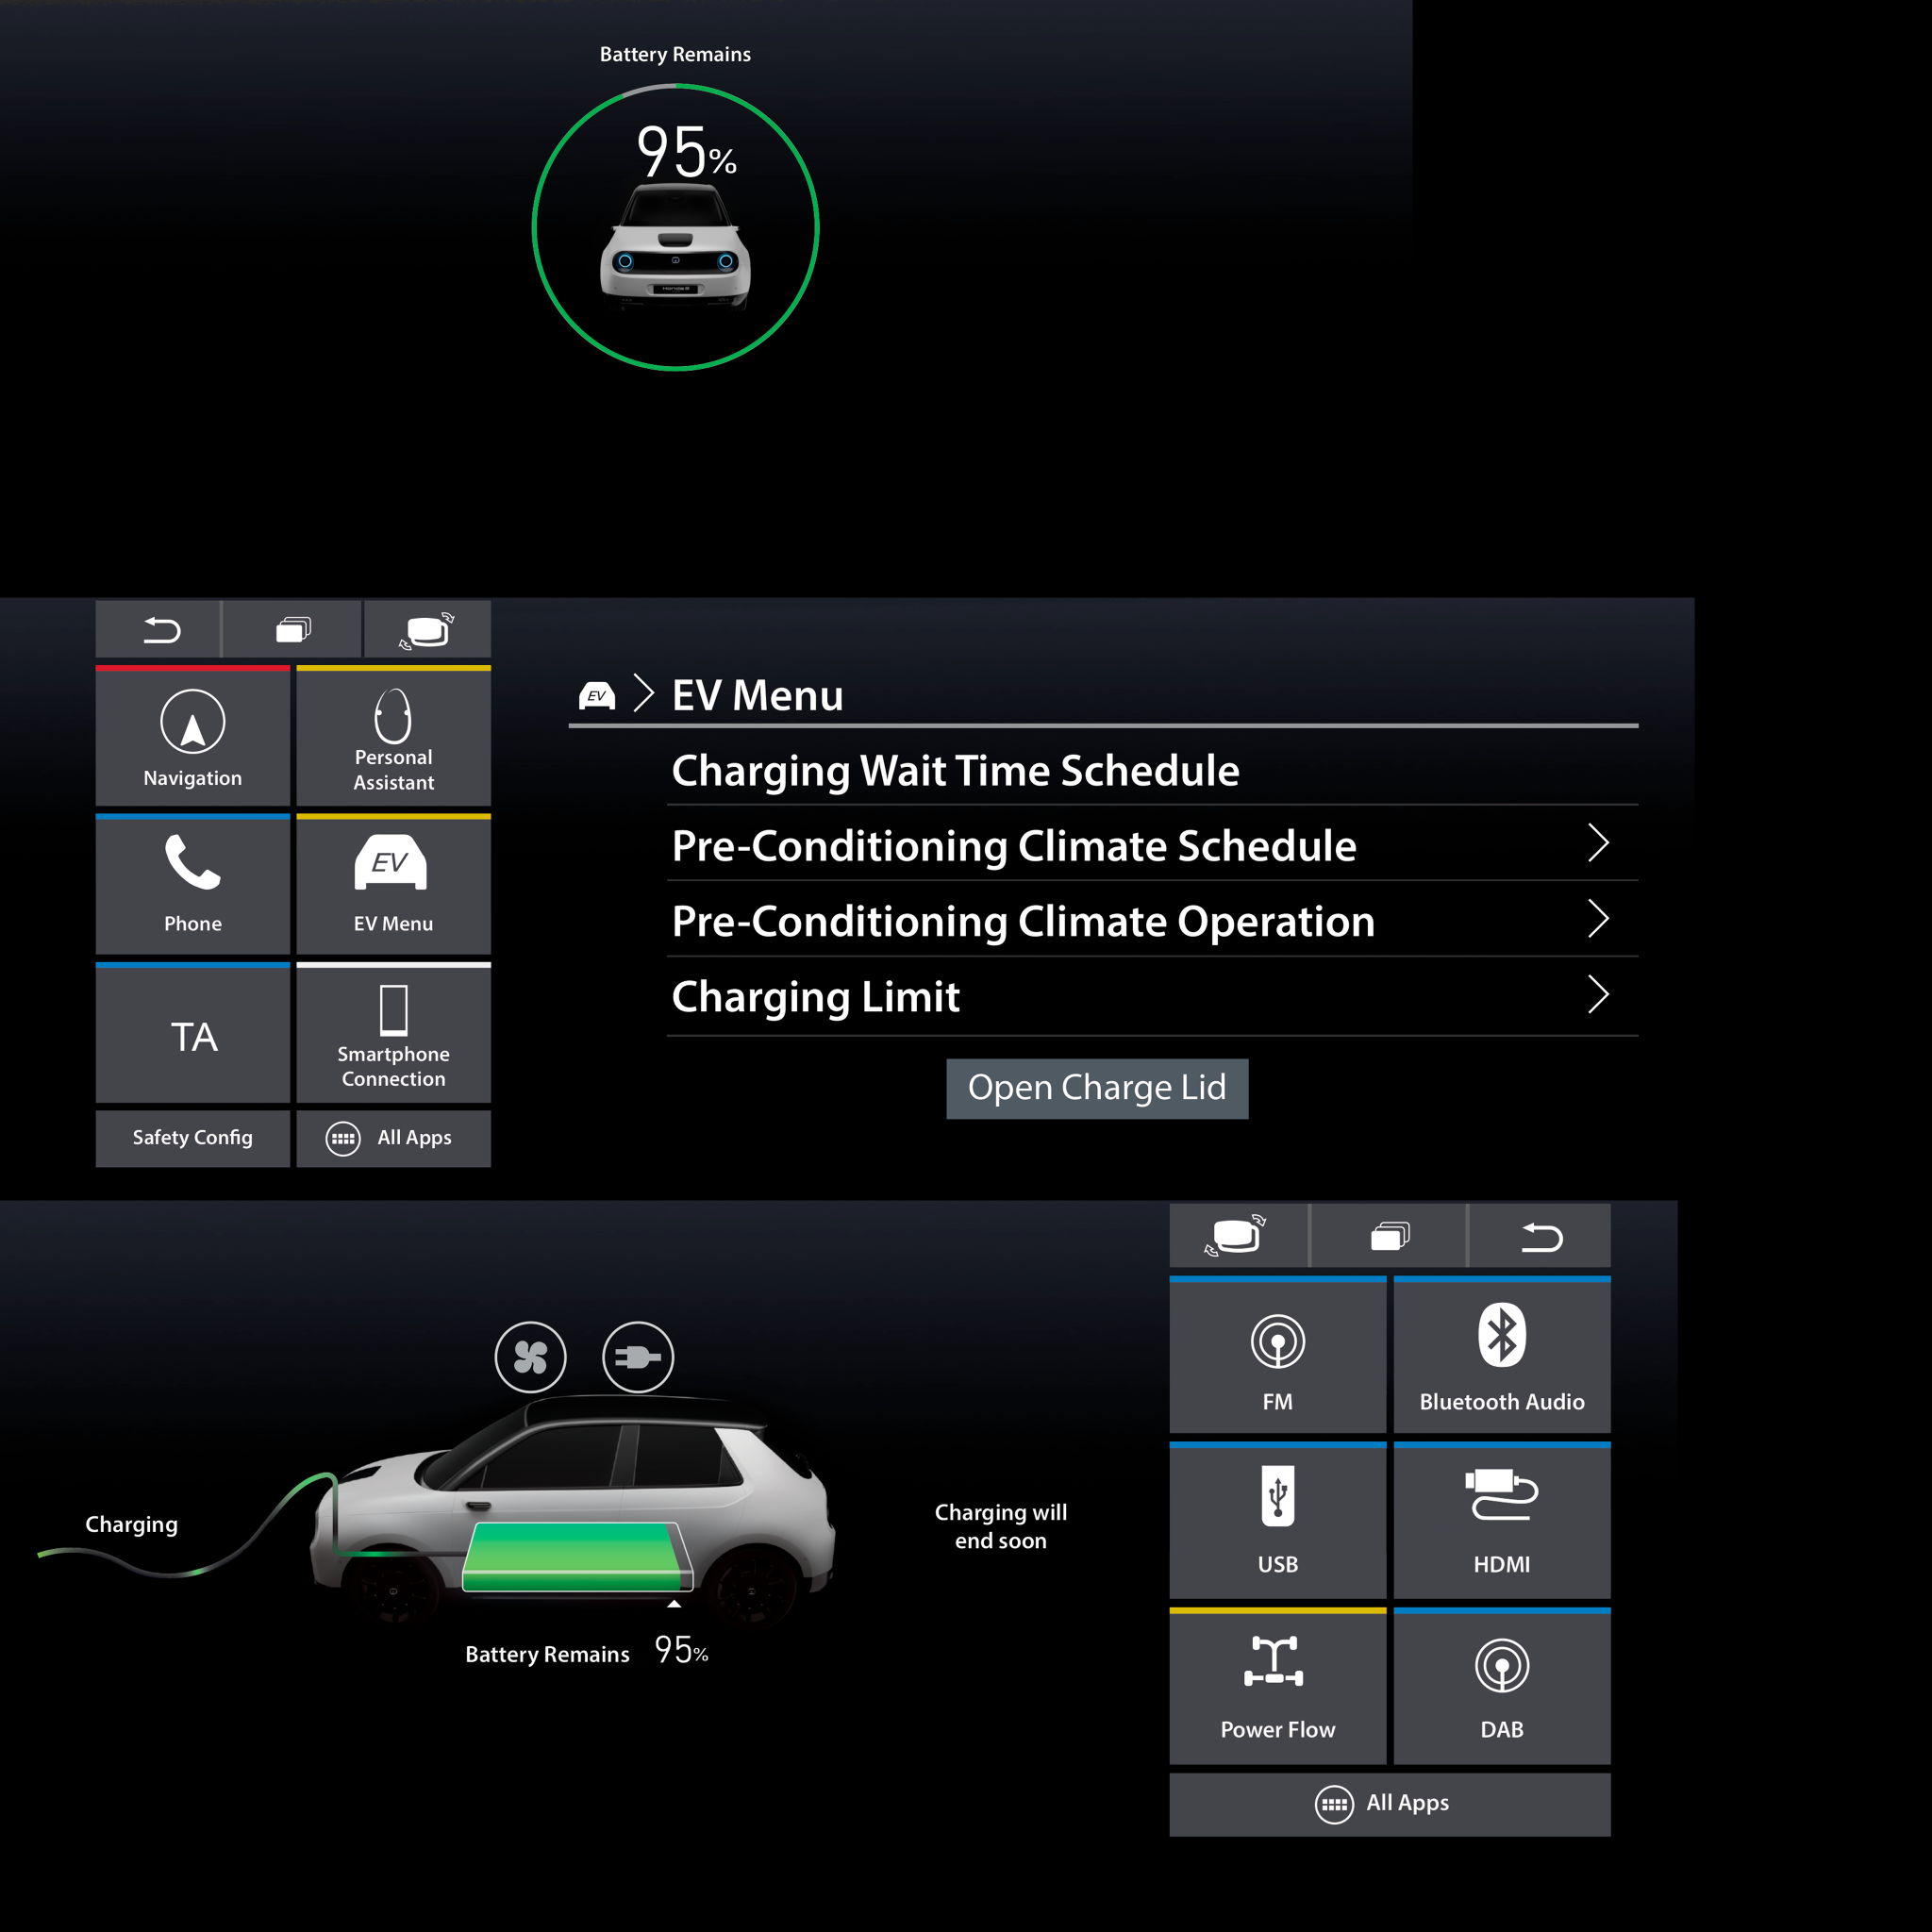 Battery Remains
95%
Honda e
Navigation
Personal
Assistant
Phone
EV
EV Menu
TA
Smartphone
Connection
Safety Config
All Apps
EV
EV Menu
Charging Wait Time Schedule
Pre-Conditioning Climate Schedule
Pre-Conditioning Climate Operation
Charging Limit
Open Charge Lid
Charging
Battery Remains 95%
Charging will
end soon
FM
Bluetooth Audio
USB
HDMI
Power Flow
DAB
All Apps